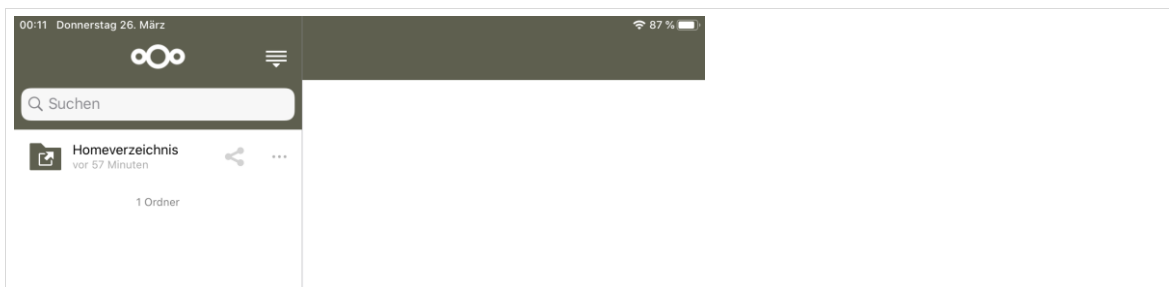 00:11 Donnerstag 26. März 87 %
Suchen
Homeverzeichnis
vor 57 Minuten
1 Ordner